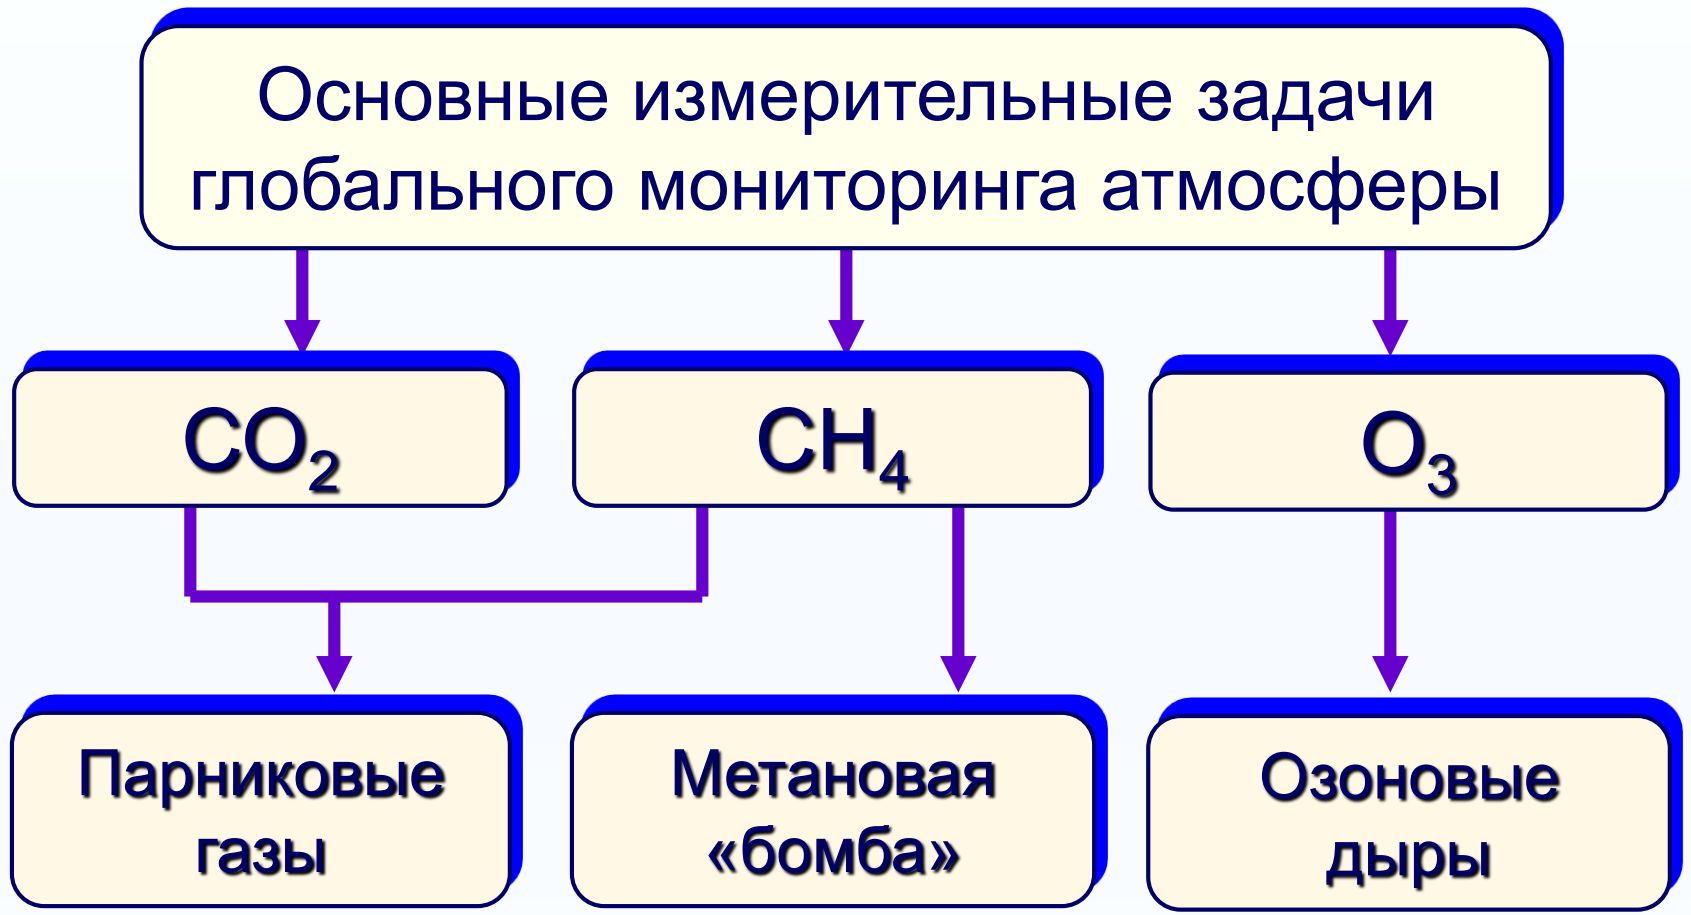 Основные измерительные задачи
глобального мониторинга атмосферы
CO₂
CH₄
O₃
Парниковые
газы
Метановая
«бомба»
Озоновые
дыры